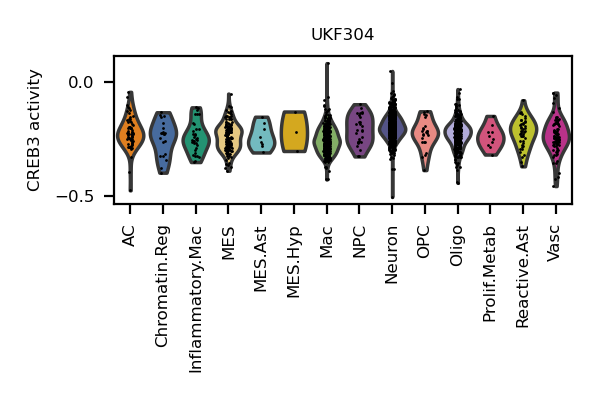 UKF304
CREB3 activity
0.0
−0.5
AC
Chromatin.Reg
Inflammatory.Mac
MES
MES.Ast
MES.Hyp
Mac
NPC
Neuron
OPC
Oligo
Prolif.Metab
Reactive.Ast
Vasc